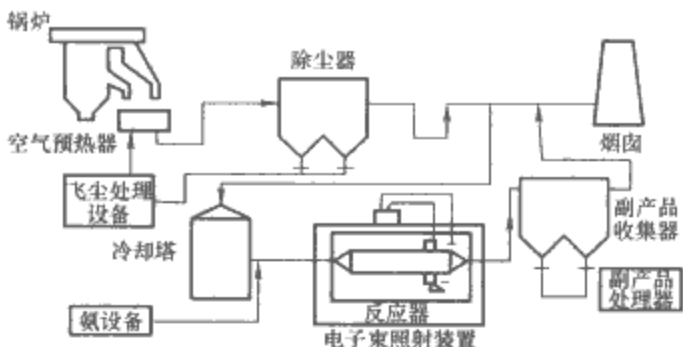 锅炉
除尘器
空气预热器
烟囱
飞尘处理
设备
冷却塔
副产品
收集器
副产品
处理器
氨设备
反应器
电子束照射装置